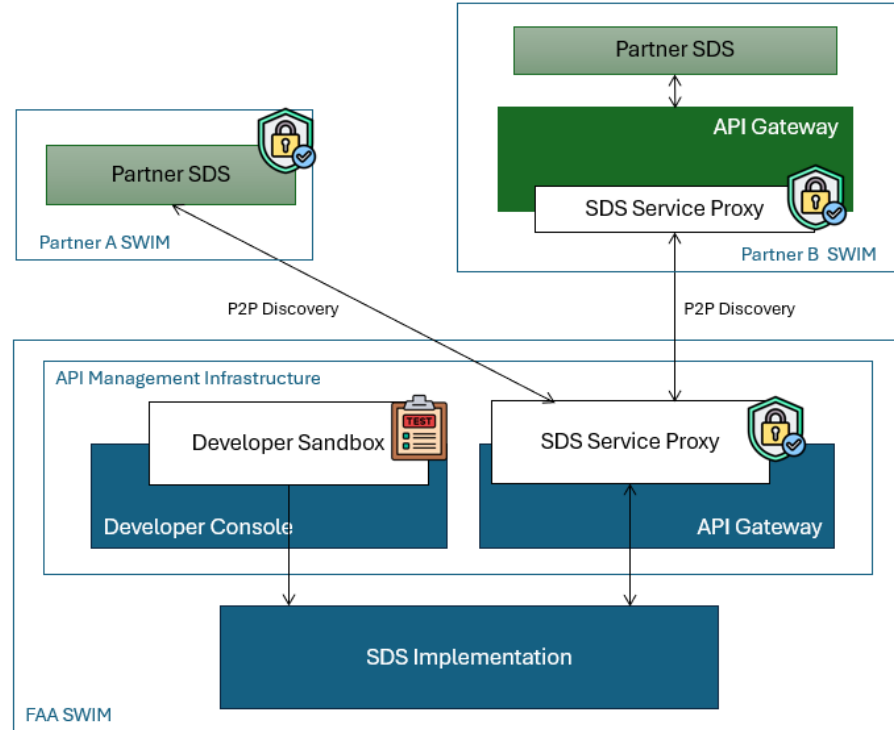 Partner SDS
API Gateway
SDS Service Proxy
Partner B SWIM
Partner SDS
Partner A SWIM
P2P Discovery
P2P Discovery
API Management Infrastructure
Developer Sandbox
TEST
SDS Service Proxy
Developer Console
API Gateway
SDS Implementation
FAA SWIM